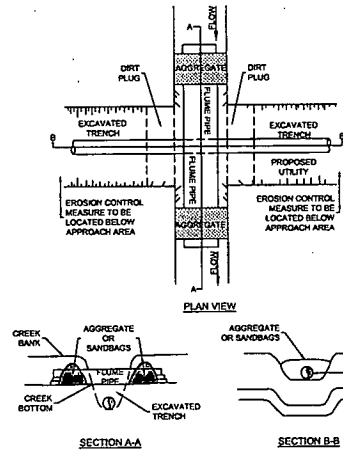 A
FLOW
DIRT
PLUG
AGGREGATE
DIRT
PLUG
EXCAVATED
TRENCH
FLUME PIPE
EXCAVATED
TRENCH
B
B
FLUME PIPE
PROPOSED
UTILITY
EROSION CONTROL
MEASURE TO BE
LOCATED BELOW
APPROACH AREA
AGGREGATE
EROSION CONTROL
MEASURE TO BE
LOCATED BELOW
APPROACH AREA
FLOW
A
PLAN VIEW
CREEK
BANK
AGGREGATE
OR
SANDBAGS
FLUME
PIPE
CREEK
BOTTOM
EXCAVATED
TRENCH
SECTION A-A
AGGREGATE
OR SANDBAGS
SECTION B-B